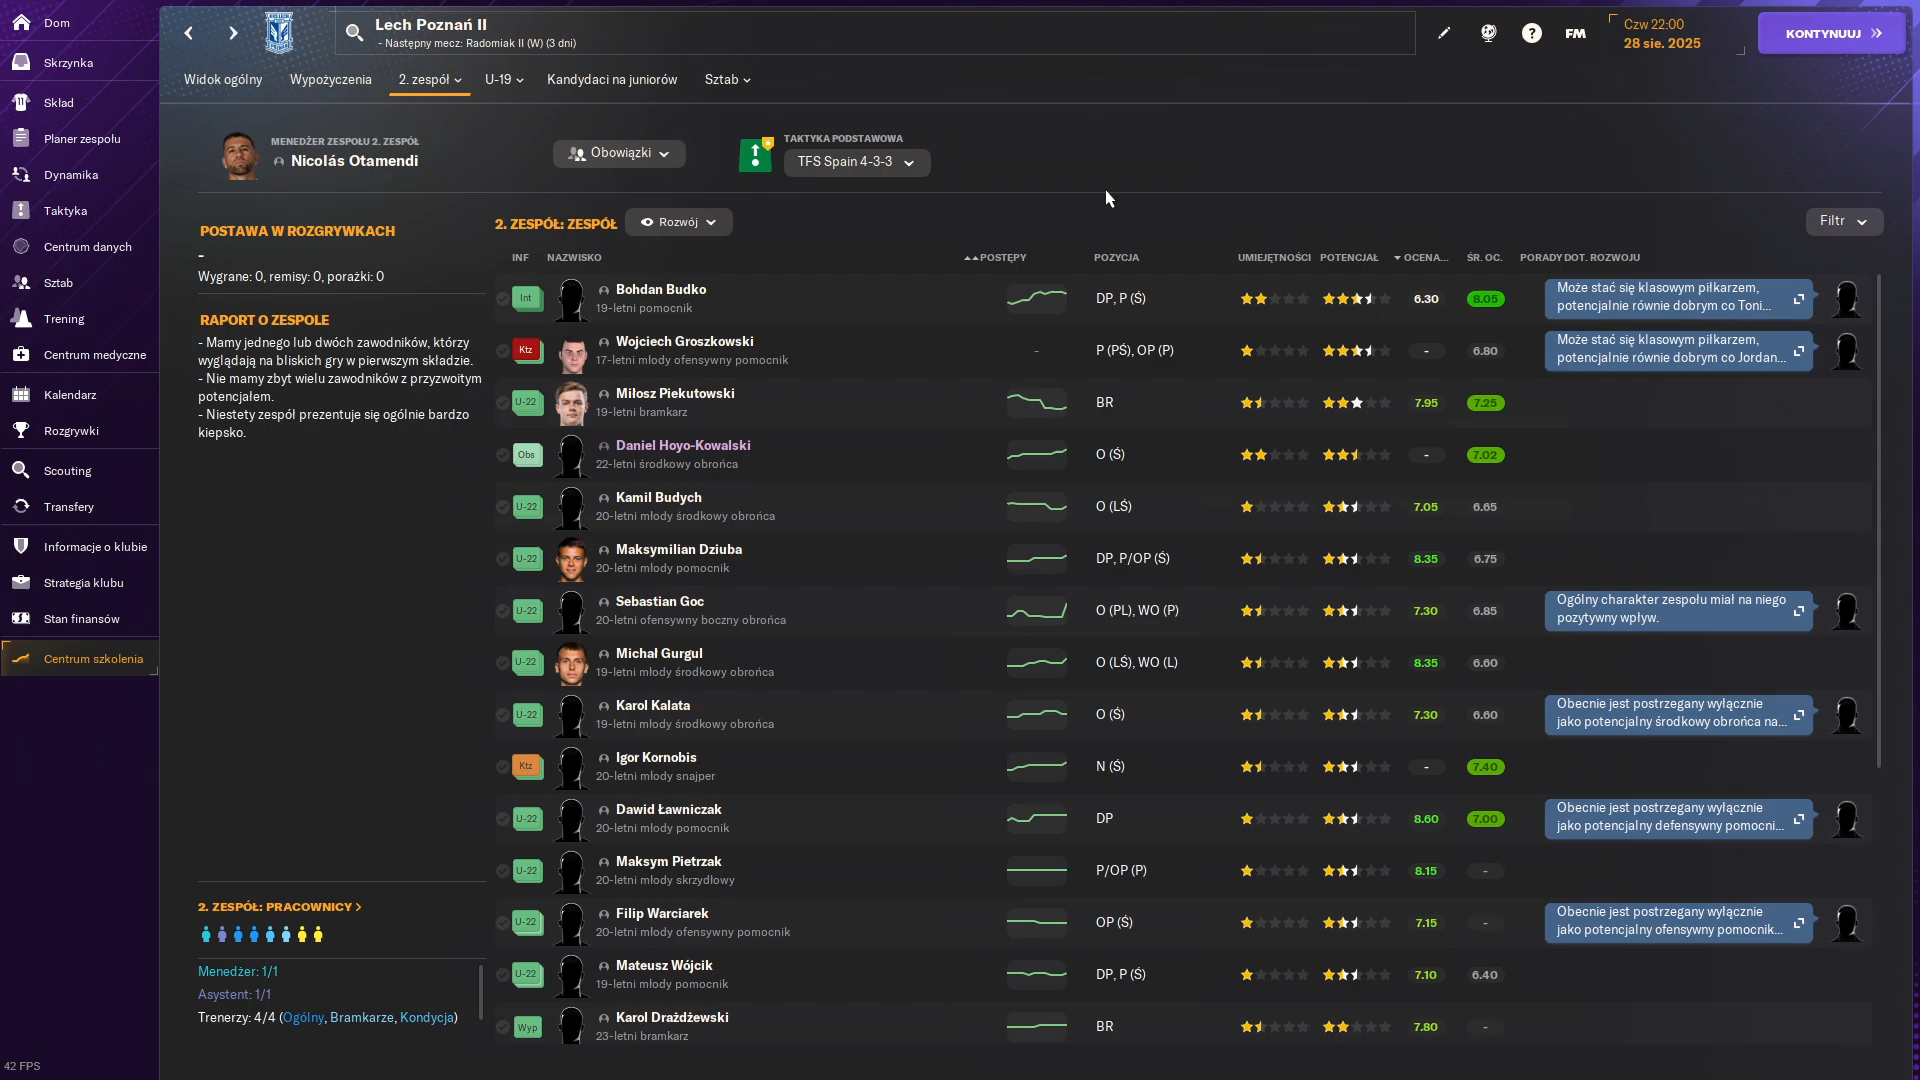 Dom
Skrzynka
Skład
Planer zespołu
Dynamika
Taktyka
Centrum danych
Sztab
Trening
Centrum medyczne
Kalendarz
Rozgrywki
Scouting
Transfery
Informacje o klubie
Strategia klubu
Stan finansów
Centrum szkolenia
42 FPS
Lech Poznań II
- Następny mecz: Radomiak II (W) (3 dni)
FM
Czw 22:00
28 sie. 2025
KONTYNUUJ
Widok ogólny
Wypożyczenia
2. zespół
U-19
Kandydaci na juniorów
Sztab
MENEDŻER ZESPOŁU 2. ZESPÓŁ
Nicolás Otamendi
Obowiązki
TAKTYKA PODSTAWOWA
TFS Spain 4-3-3
POSTAWA W ROZGRYWKACH
-
Wygrane: 0, remisy: 0, porażki: 0
RAPORT O ZESPOLE
- Mamy jednego lub dwóch zawodników, którzy
wyglądają na bliskich gry w pierwszym składzie.
- Nie mamy zbyt wielu zawodników z przyzwoitym
potencjałem.
- Niestety zespół prezentuje się ogólnie bardzo
kiepsko.
2. ZESPÓŁ: PRACOWNICY >
Menedżer: 1/1
Asystent: 1/1
Trenerzy: 4/4 (Ogólny, Bramkarze, Kondycja)
2. ZESPÓŁ: ZESPÓŁ
Rozwój
Filtr
INF NAZWISKO POSTĘPY POZYCJA UMIEJĘTNOŚCI POTENCJAŁ OCENA... ŚR. OC. PORADY DOT. ROZWOJU
Int Bohdan Budko DP, P (Ś) 6.30 8.05
19-letni pomocnik
Może stać się klasowym piłkarzem,
potencjalnie równie dobrym co Toni...
Ktz Wojciech Groszkowski - P (PŚ), OP (P) - 6.80
17-letni młody ofensywny pomocnik
Może stać się klasowym piłkarzem,
potencjalnie równie dobrym co Jordan...
U-22 Miłosz Piekutowski BR 7.95 7.25
19-letni bramkarz
Obs Daniel Hoyo-Kowalski O (Ś) - 7.02
22-letni środkowy obrońca
U-22 Kamil Budych O (LŚ) 7.05 6.65
20-letni młody środkowy obrońca
U-22 Maksymilian Dziuba DP, P/OP (Ś) 8.35 6.75
20-letni młody pomocnik
U-22 Sebastian Goc O (PL), WO (P) 7.30 6.85
20-letni ofensywny boczny obrońca
Ogólny charakter zespołu miał na niego
pozytywny wpływ.
U-22 Michał Gurgul O (LŚ), WO (L) 8.35 6.60
19-letni młody środkowy obrońca
U-22 Karol Kalata O (Ś) 7.30 6.60
19-letni młody środkowy obrońca
Obecnie jest postrzegany wyłącznie
jako potencjalny środkowy obrońca na...
Ktz Igor Kornobis N (Ś) - 7.40
20-letni młody snajper
U-22 Dawid Ławniczak DP 8.60 7.00
20-letni młody pomocnik
Obecnie jest postrzegany wyłącznie
jako potencjalny defensywny pomocni...
U-22 Maksym Pietrzak P/OP (P) 8.15 -
20-letni młody skrzydłowy
U-22 Filip Warciarek OP (Ś) 7.15 -
20-letni młody ofensywny pomocnik
Obecnie jest postrzegany wyłącznie
jako potencjalny ofensywny pomocnik...
U-22 Mateusz Wójcik DP, P (Ś) 7.10 6.40
19-letni młody pomocnik
Wyp Karol Drażdżewski BR 7.80 -
23-letni bramkarz